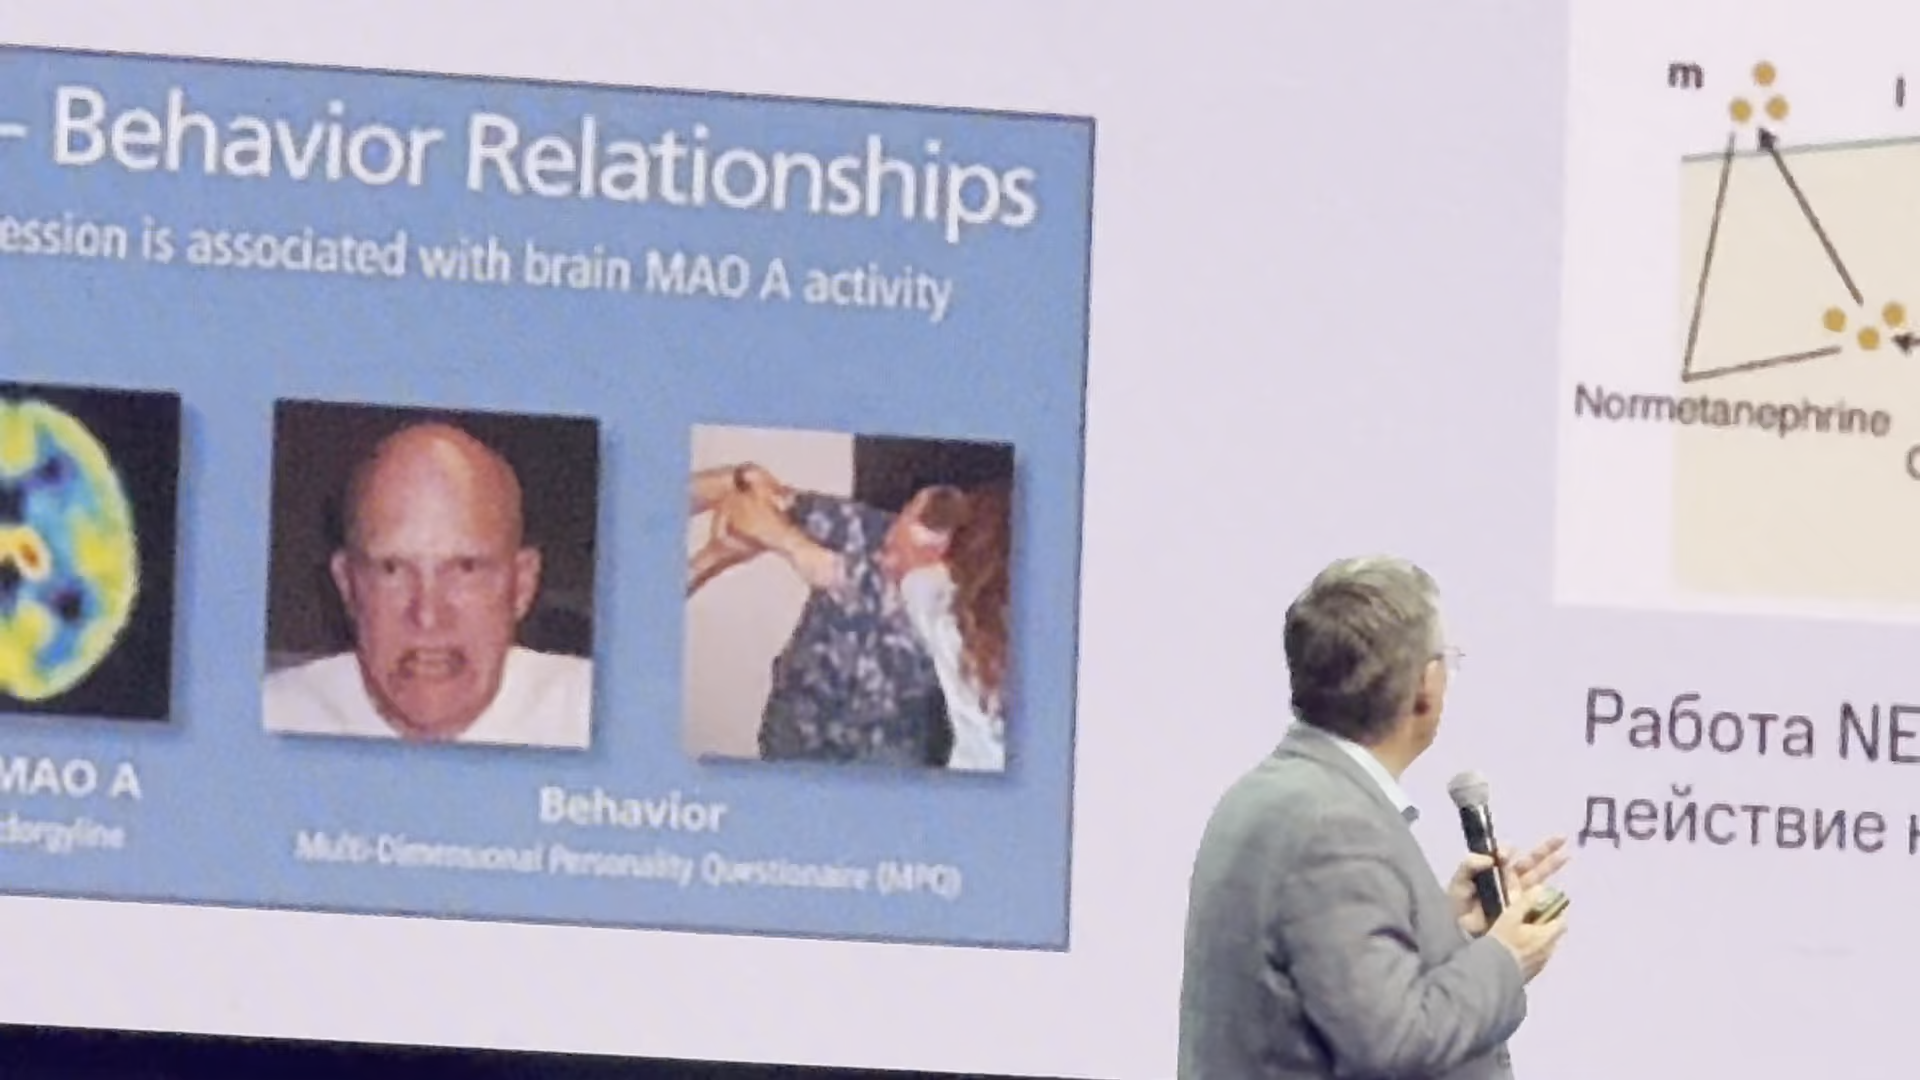 - Behavior Relationships
ession is associated with brain MAO A activity
MAO A
clorgyline
Behavior
Multi-Dimensional Personality Questionaire (MPQ)
m
l
Normetanephrine
Работа NE
действие н